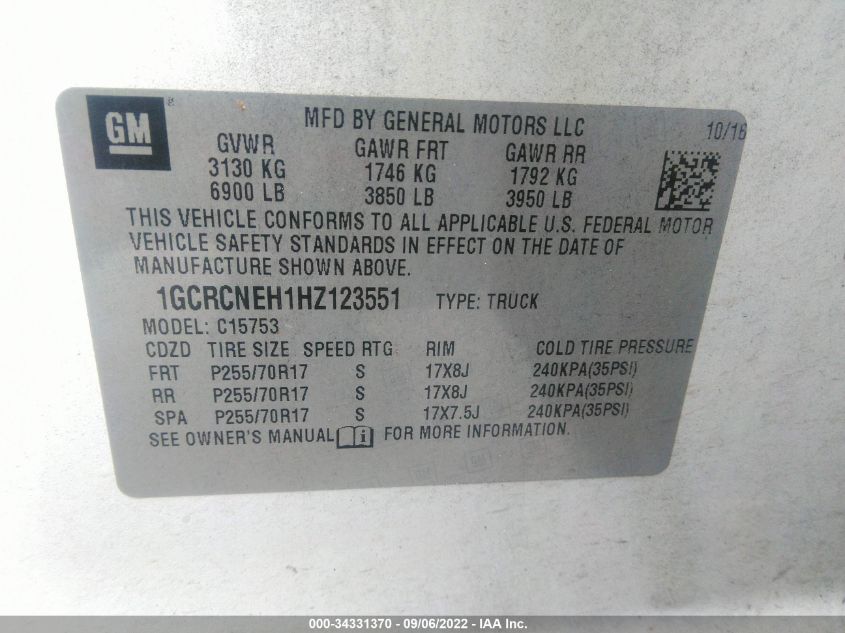 GM
MFD BY GENERAL MOTORS LLC 10/16
GVWR GAWR FRT GAWR RR
3130 KG 1746 KG 1792 KG
6900 LB 3850 LB 3950 LB
THIS VEHICLE CONFORMS TO ALL APPLICABLE U.S. FEDERAL MOTOR
VEHICLE SAFETY STANDARDS IN EFFECT ON THE DATE OF
MANUFACTURE SHOWN ABOVE.
1GCRCNEH1HZ123551 TYPE: TRUCK
MODEL: C15753
CDZD TIRE SIZE SPEED RTG RIM COLD TIRE PRESSURE
FRT P255/70R17 S 17X8J 240KPA(35PSI)
RR P255/70R17 S 17X8J 240KPA(35PSI)
SPA P255/70R17 S 17X7.5J 240KPA(35PSI)
SEE OWNER'S MANUAL i FOR MORE INFORMATION.
GM GM
000-34331370 - 09/06/2022 - IAA Inc.